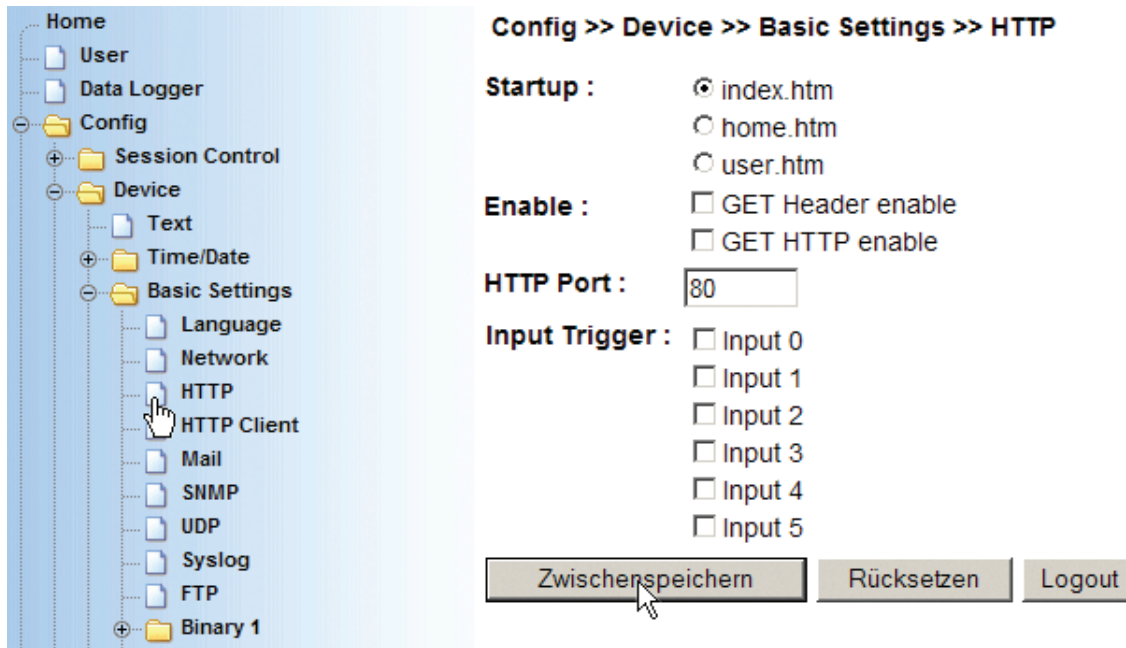 Home
User
Data Logger
Config
Session Control
Device
Text
Time/Date
Basic Settings
Language
Network
HTTP
HTTP Client
Mail
SNMP
UDP
Syslog
FTP
Binary 1
Config >> Device >> Basic Settings >> HTTP
Startup :
index.htm
home.htm
user.htm
Enable :
GET Header enable
GET HTTP enable
HTTP Port :
80
Input Trigger :
Input 0
Input 1
Input 2
Input 3
Input 4
Input 5
Zwischenspeichern
Rücksetzen
Logout